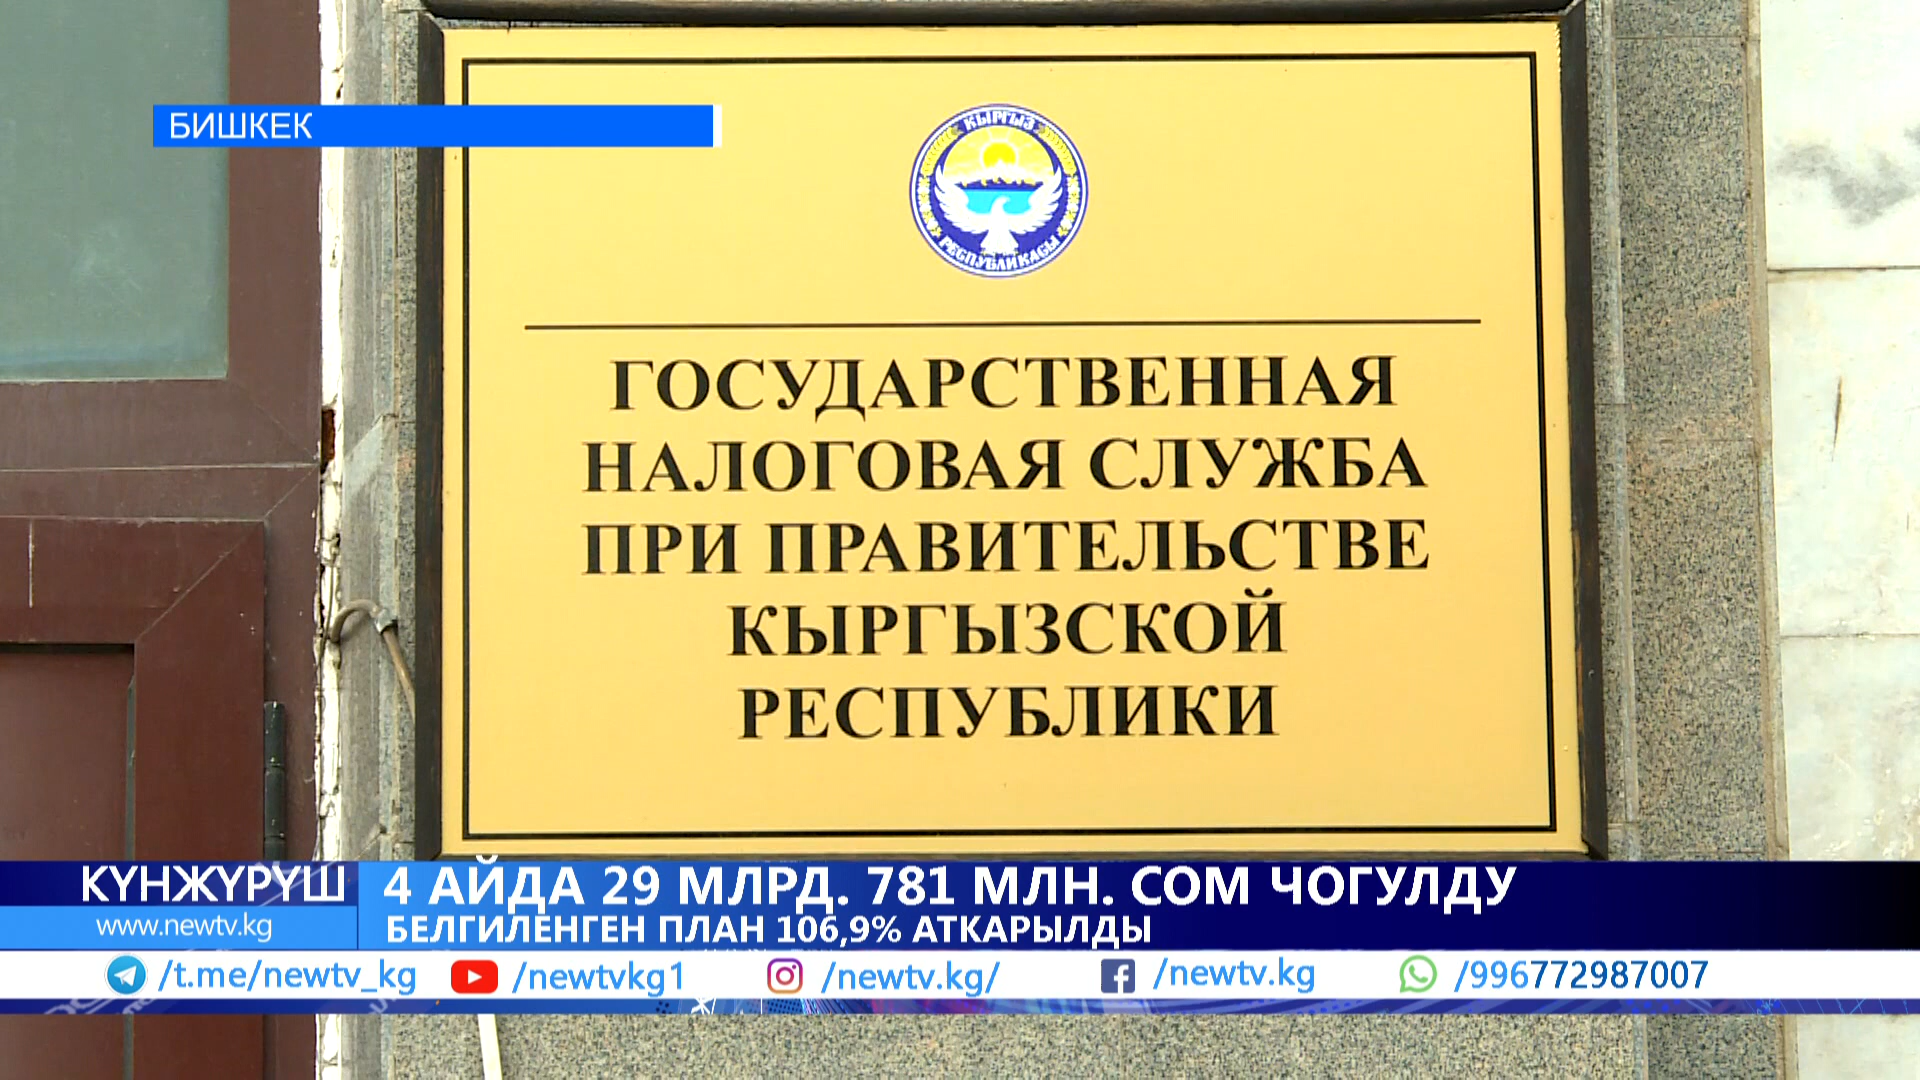 БИШКЕК
КЫРГЫЗ
РЕСПУБЛИКАСЫ
ГОСУДАРСТВЕННАЯ
НАЛОГОВАЯ СЛУЖБА
ПРИ ПРАВИТЕЛЬСТВЕ
КЫРГЫЗСКОЙ
РЕСПУБЛИКИ
КҮНЖҮРҮШ
www.newtv.kg
4 АЙДА 29 МЛРД. 781 МЛН. СОМ ЧОГУЛДУ
БЕЛГИЛЕНГЕН ПЛАН 106,9% АТКАРЫЛДЫ
/t.me/newtv_kg /newtvkg1 /newtv.kg/ /newtv.kg /996772987007